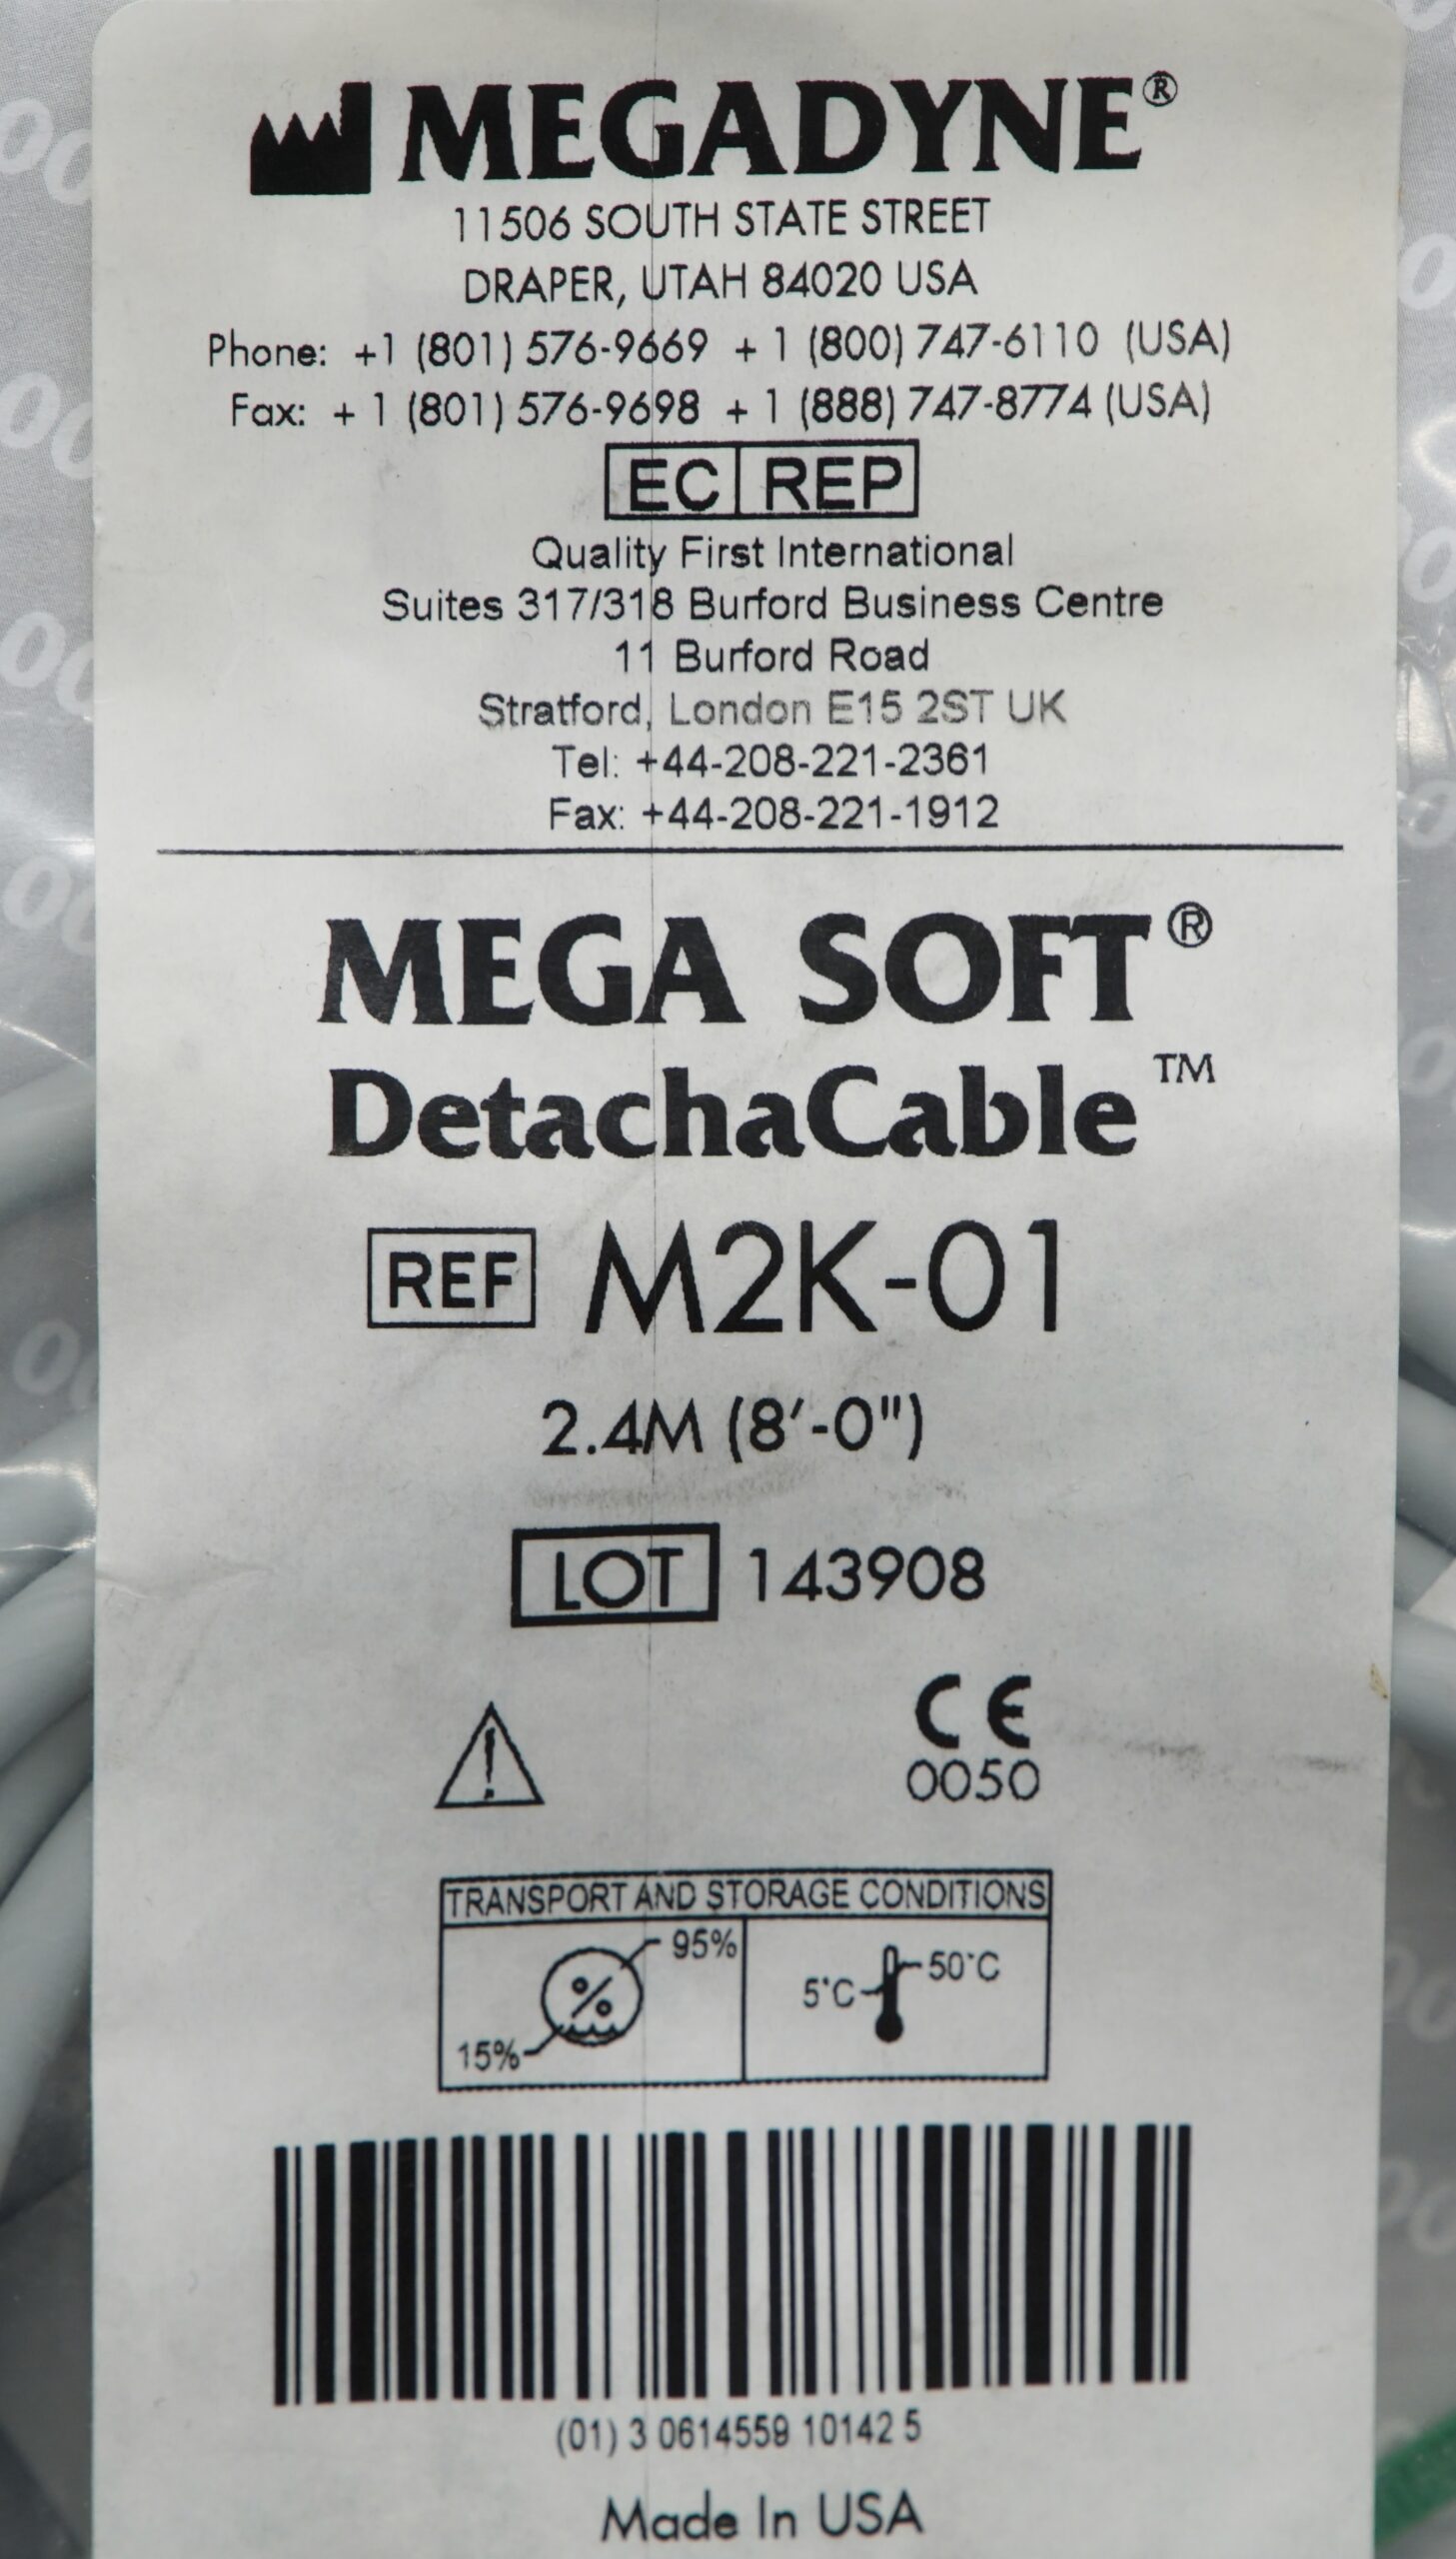 MEGADYNE®
11506 SOUTH STATE STREET
DRAPER, UTAH 84020 USA
Phone: +1 (801) 576-9669 + 1 (800) 747-6110 (USA)
Fax: + 1 (801) 576-9698 + 1 (888) 747-8774 (USA)
EC REP
Quality First International
Suites 317/318 Burford Business Centre
11 Burford Road
Stratford, London E15 2ST UK
Tel: +44-208-221-2361
Fax: +44-208-221-1912
MEGA SOFT®
DetachaCable™
REF M2K-01
2.4M (8'-0")
LOT 143908
CE
0050
TRANSPORT AND STORAGE CONDITIONS
95%
15%
5°C
50°C
(01) 3 0614559 10142 5
Made In USA